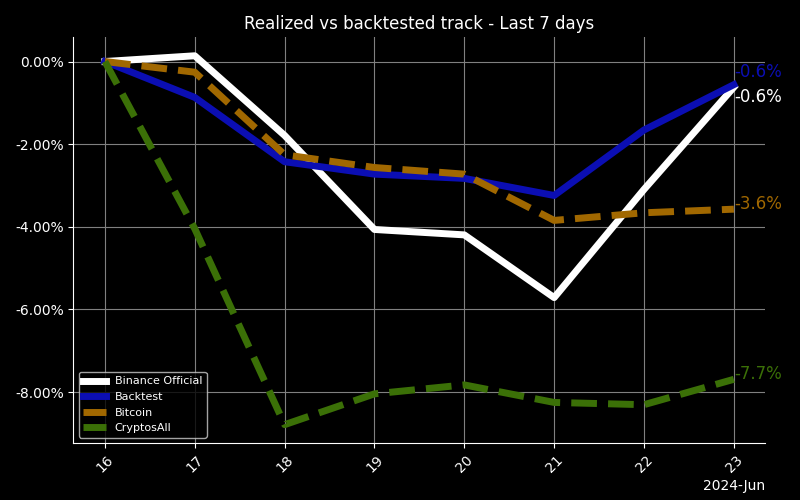 Realized vs backtested track - Last 7 days
0.00%
-2.00%
-4.00%
-6.00%
-8.00%
-0.6%
-0.6%
-3.6%
-7.7%
Binance Official
Backtest
Bitcoin
CryptosAll
16 17 18 19 20 21 22 23
2024-Jun